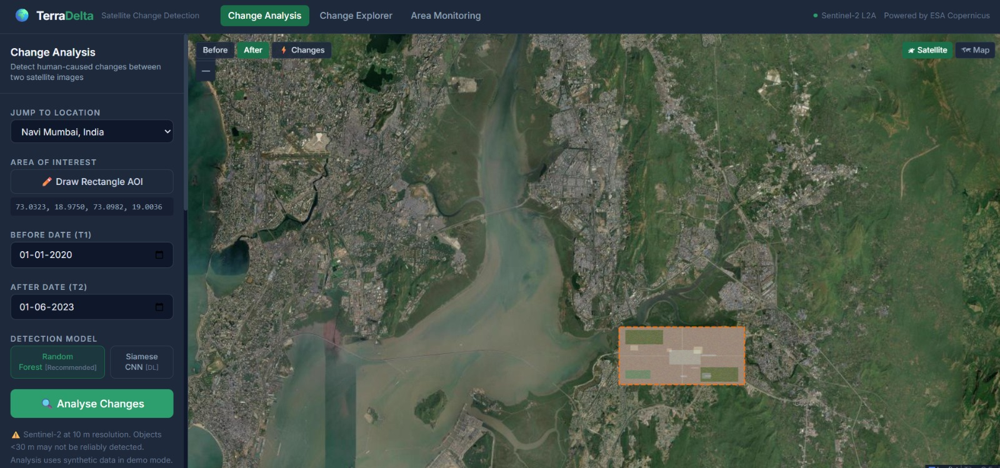 TerraDelta Satellite Change Detection Change Analysis Change Explorer Area Monitoring Sentinel-2 L2A Powered by ESA Copernicus
Change Analysis
Detect human-caused changes between
two satellite images
JUMP TO LOCATION
Navi Mumbai, India
AREA OF INTEREST
Draw Rectangle AOI
73.0323, 18.9750, 73.0982, 19.0036
BEFORE DATE (T1)
01-01-2020
AFTER DATE (T2)
01-06-2023
DETECTION MODEL
Random
Forest [Recommended]
Siamese
CNN [DL]
Analyse Changes
Sentinel-2 at 10 m resolution. Objects
<30 m may not be reliably detected.
Analysis uses synthetic data in demo mode.
Before After Changes
Satellite Map